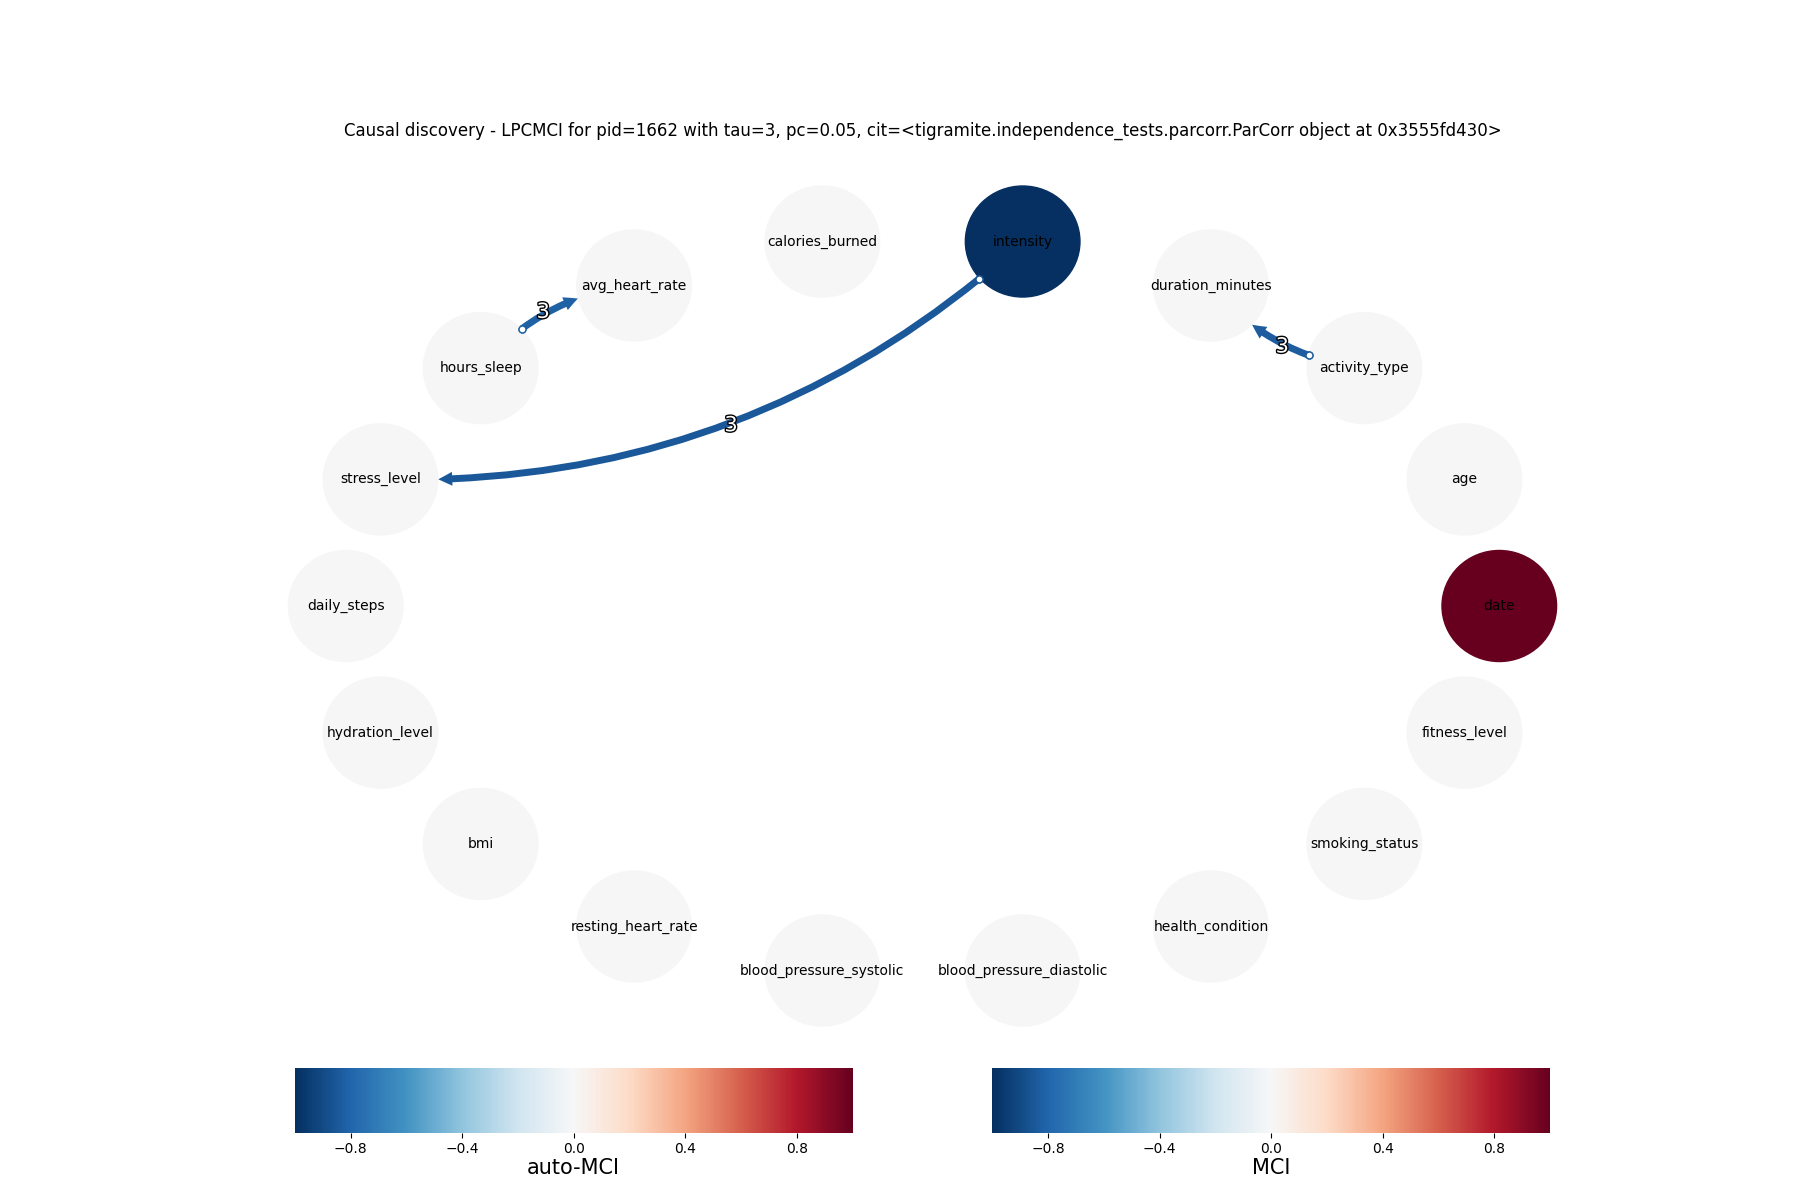 Causal discovery - LPCMCI for pid=1662 with tau=3, pc=0.05, cit=<tigramite.independence_tests.parcorr.ParCorr object at 0x3555fd430>
calories_burned
intensity
avg_heart_rate
duration_minutes
3
3
hours_sleep
activity_type
3
stress_level
age
daily_steps
date
hydration_level
fitness_level
bmi
smoking_status
resting_heart_rate
health_condition
blood_pressure_systolic
blood_pressure_diastolic
−0.8 −0.4 0.0 0.4 0.8
auto-MCI
−0.8 −0.4 0.0 0.4 0.8
MCI